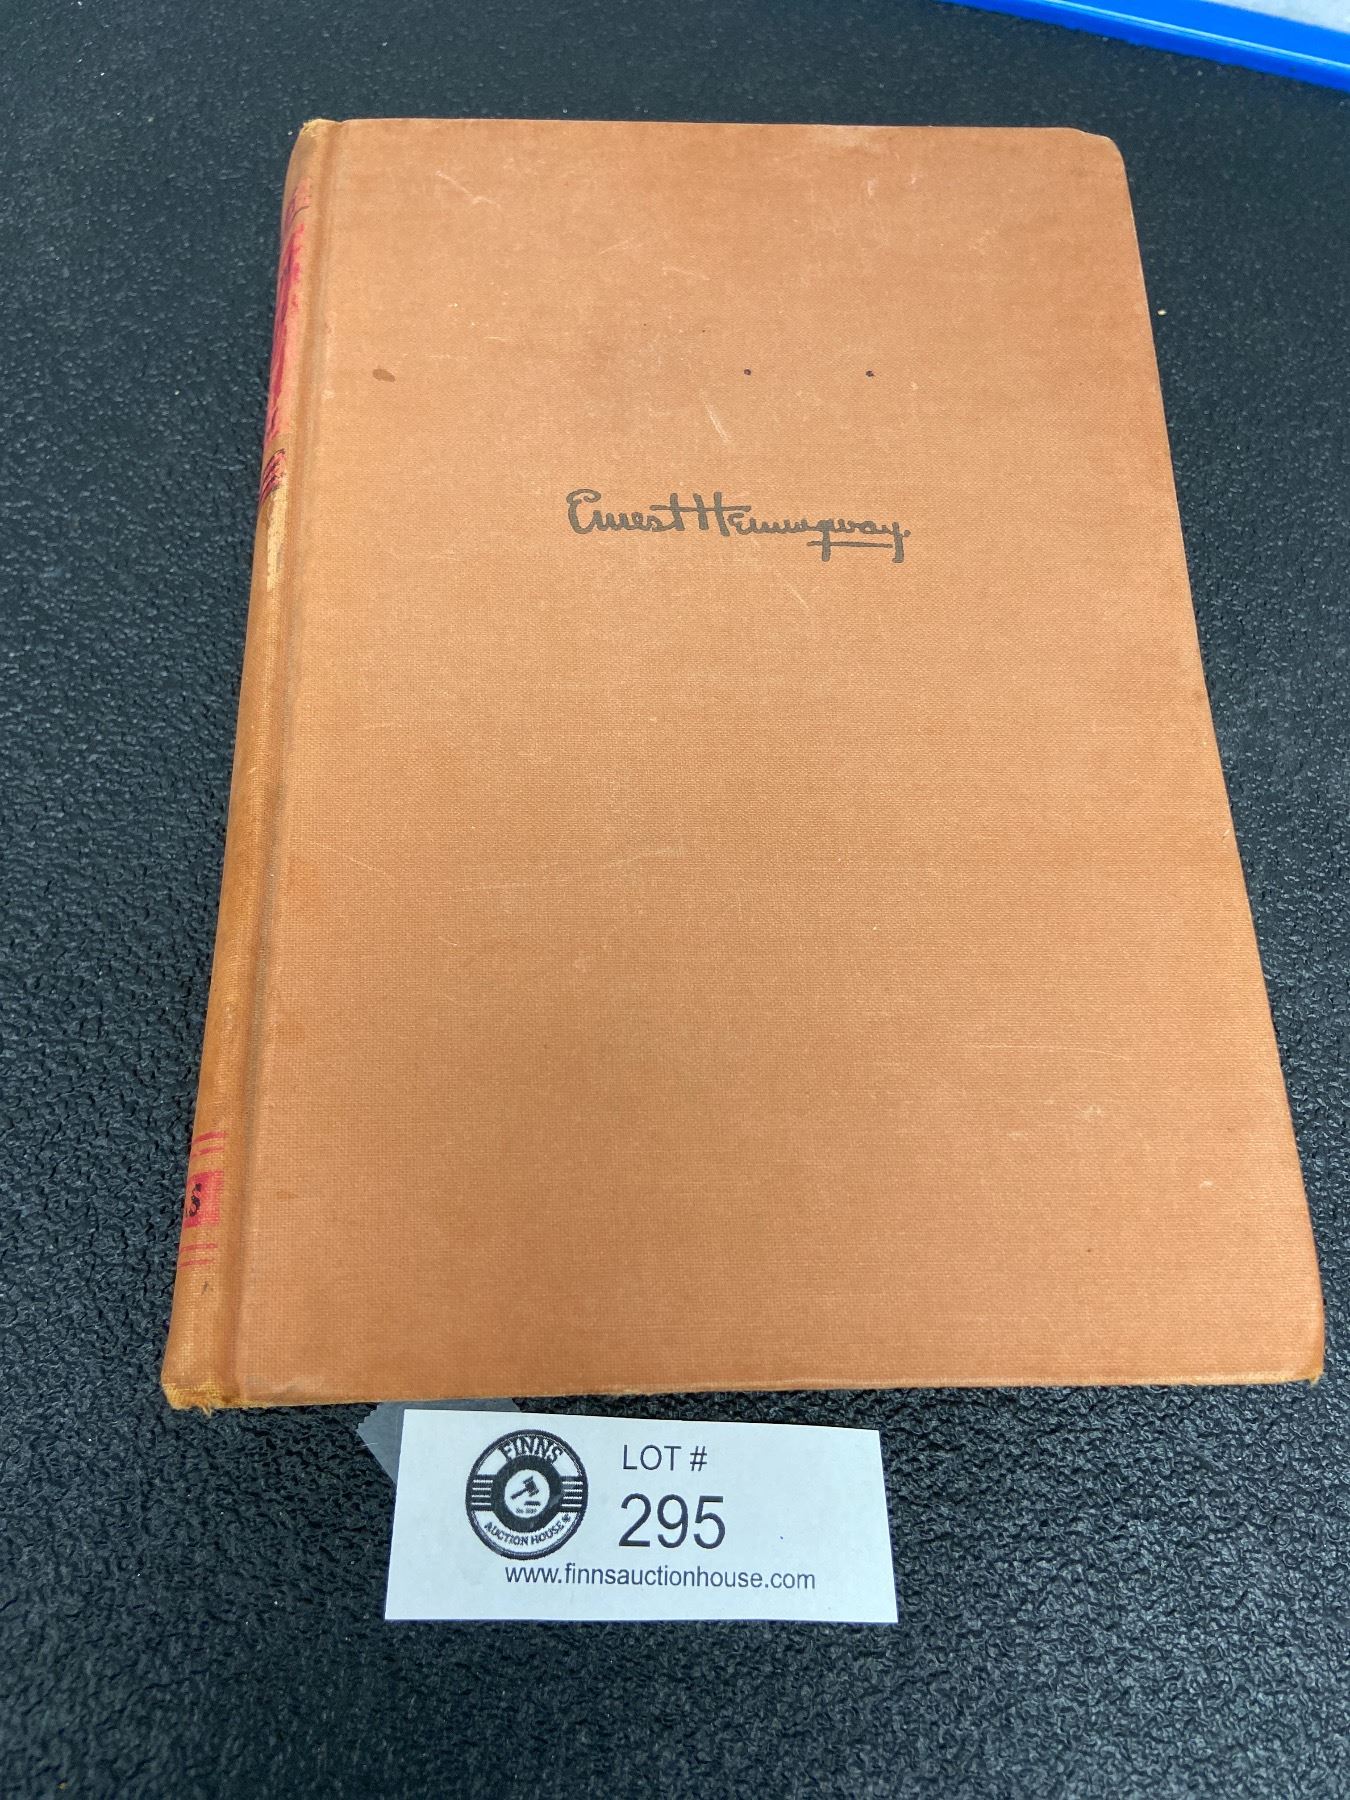 Ernest Hemingway
S
FINNS
AUCTION HOUSE
LOT #
295
www.finnsauctionhouse.com